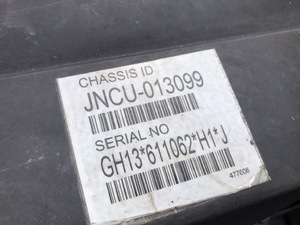 CHASSIS ID
JNCU-013099
SERIAL NO
GH13*611062*H1*J
477606